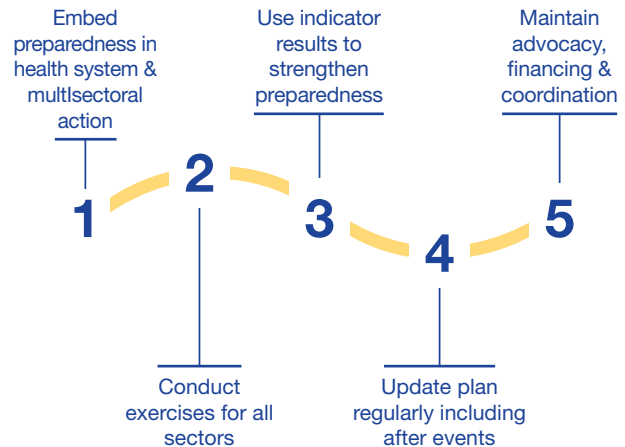 Embed
preparedness in
health system &
multIsectoral
action
1
2
Conduct
exercises for all
sectors
Use indicator
results to
strengthen
preparedness
3
4
Update plan
regularly including
after events
Maintain
advocacy,
financing &
coordination
5